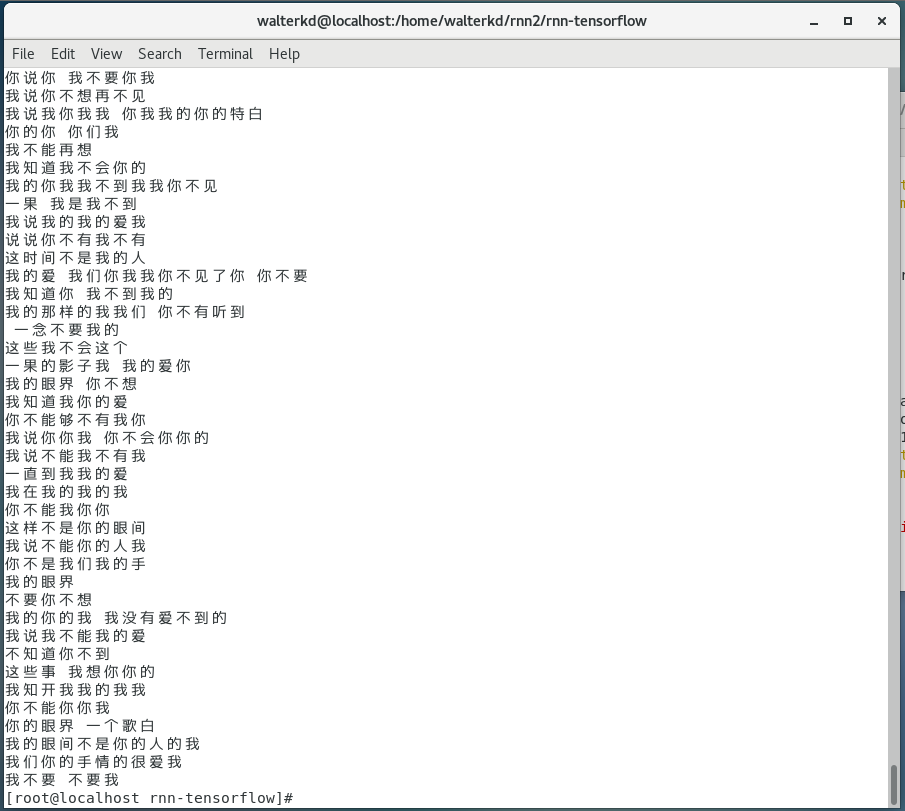 walterkd@localhost:/home/walterkd/rnn2/rnn-tensorflow
File Edit View Search Terminal Help
你说你 我不要你我
我说你不想再不见
我说我你我我 你我我的你的特白
你的你 你们我
我不能再想
我知道我不会你的
我的你我我不到我我你不见
一果 我是我不到
我说我的我的爱我
说说你不有我不有
这时间不是我的人
我的爱 我们你我我你不见了你 你不要
我知道你 我不到我的
我的那样的我我们 你不有听到
一念不要我的
这些我不会这个
一果的影子我 我的爱你
我的眼界 你不想
我知道我你的爱
你不能够不有我你
我说你你我 你不会你你的
我说不能我不有我
一直到我我的爱
我在我的我的我
你不能我你你
这样不是你的眼间
我说不能你的人我
你不是我们我的手
我的眼界
不要你不想
我的你的我 我没有爱不到的
我说我不能我的爱
不知道你不到
这些事 我想你你的
我知开我我的我我
你不能你你我
你的眼界 一个歌白
我的眼间不是你的人的我
我们你的手情的很爱我
我不要 不要我
[root@localhost rnn-tensorflow]#